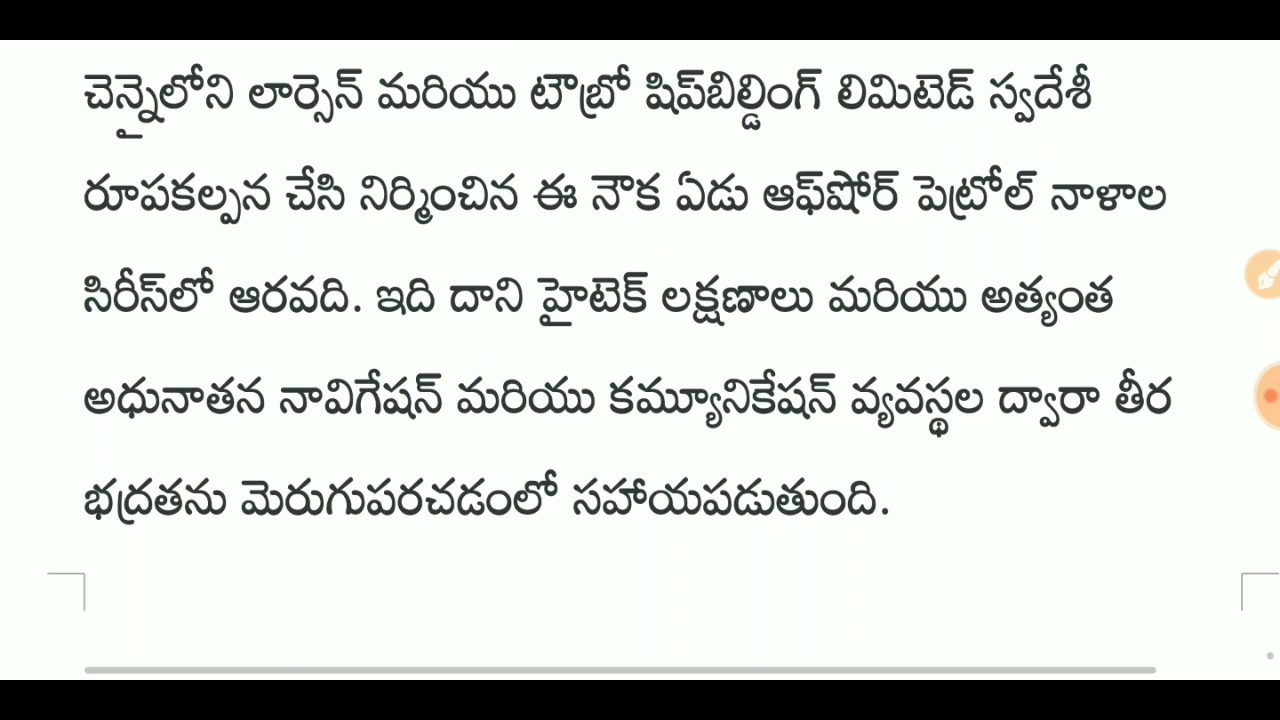 చెన్నైలోని లార్సెన్ మరియు టౌబ్రో షిప్‌బిల్డింగ్ లిమిటెడ్ స్వదేశీ
రూపకల్పన చేసి నిర్మించిన ఈ నౌక ఏడు ఆఫ్‌షోర్ పెట్రోల్ నాళాల
సిరీస్‌లో ఆరవది. ఇది దాని హైటెక్ లక్షణాలు మరియు అత్యంత
అధునాతన నావిగేషన్ మరియు కమ్యూనికేషన్ వ్యవస్థల ద్వారా తీర
భద్రతను మెరుగుపరచడంలో సహాయపడుతుంది.